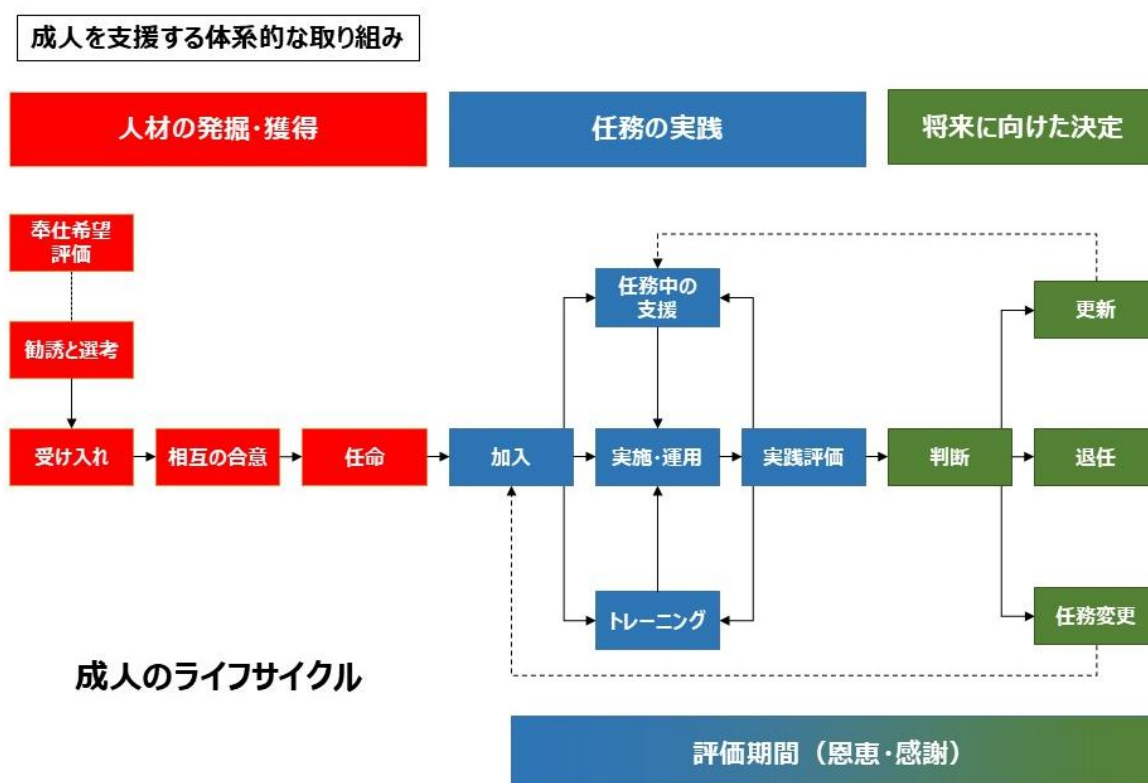 成人を支援する体系的な取り組み
人材の発掘・獲得
任務の実践
将来に向けた決定
奉仕希望
評価
勧誘と選考
受け入れ
相互の合意
任命
加入
任務中の
支援
実施・運用
トレーニング
実践評価
判断
更新
退任
任務変更
成人のライフサイクル
評価期間（恩恵・感謝）